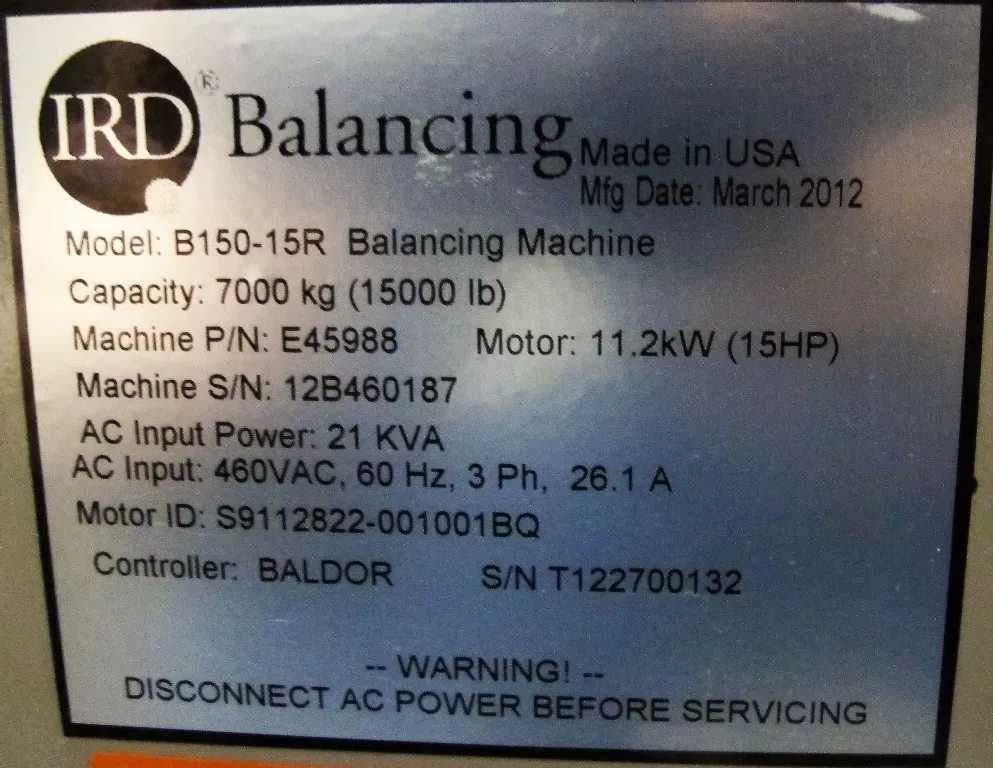 IRD® Balancing
Made in USA
Mfg Date: March 2012
Model: B150-15R Balancing Machine
Capacity: 7000 kg (15000 lb)
Machine P/N: E45988 Motor: 11.2kW (15HP)
Machine S/N: 12B460187
AC Input Power: 21 KVA
AC Input: 460VAC, 60 Hz, 3 Ph, 26.1 A
Motor ID: S9112822-001001BQ
Controller: BALDOR S/N T122700132
-- WARNING! --
DISCONNECT AC POWER BEFORE SERVICING